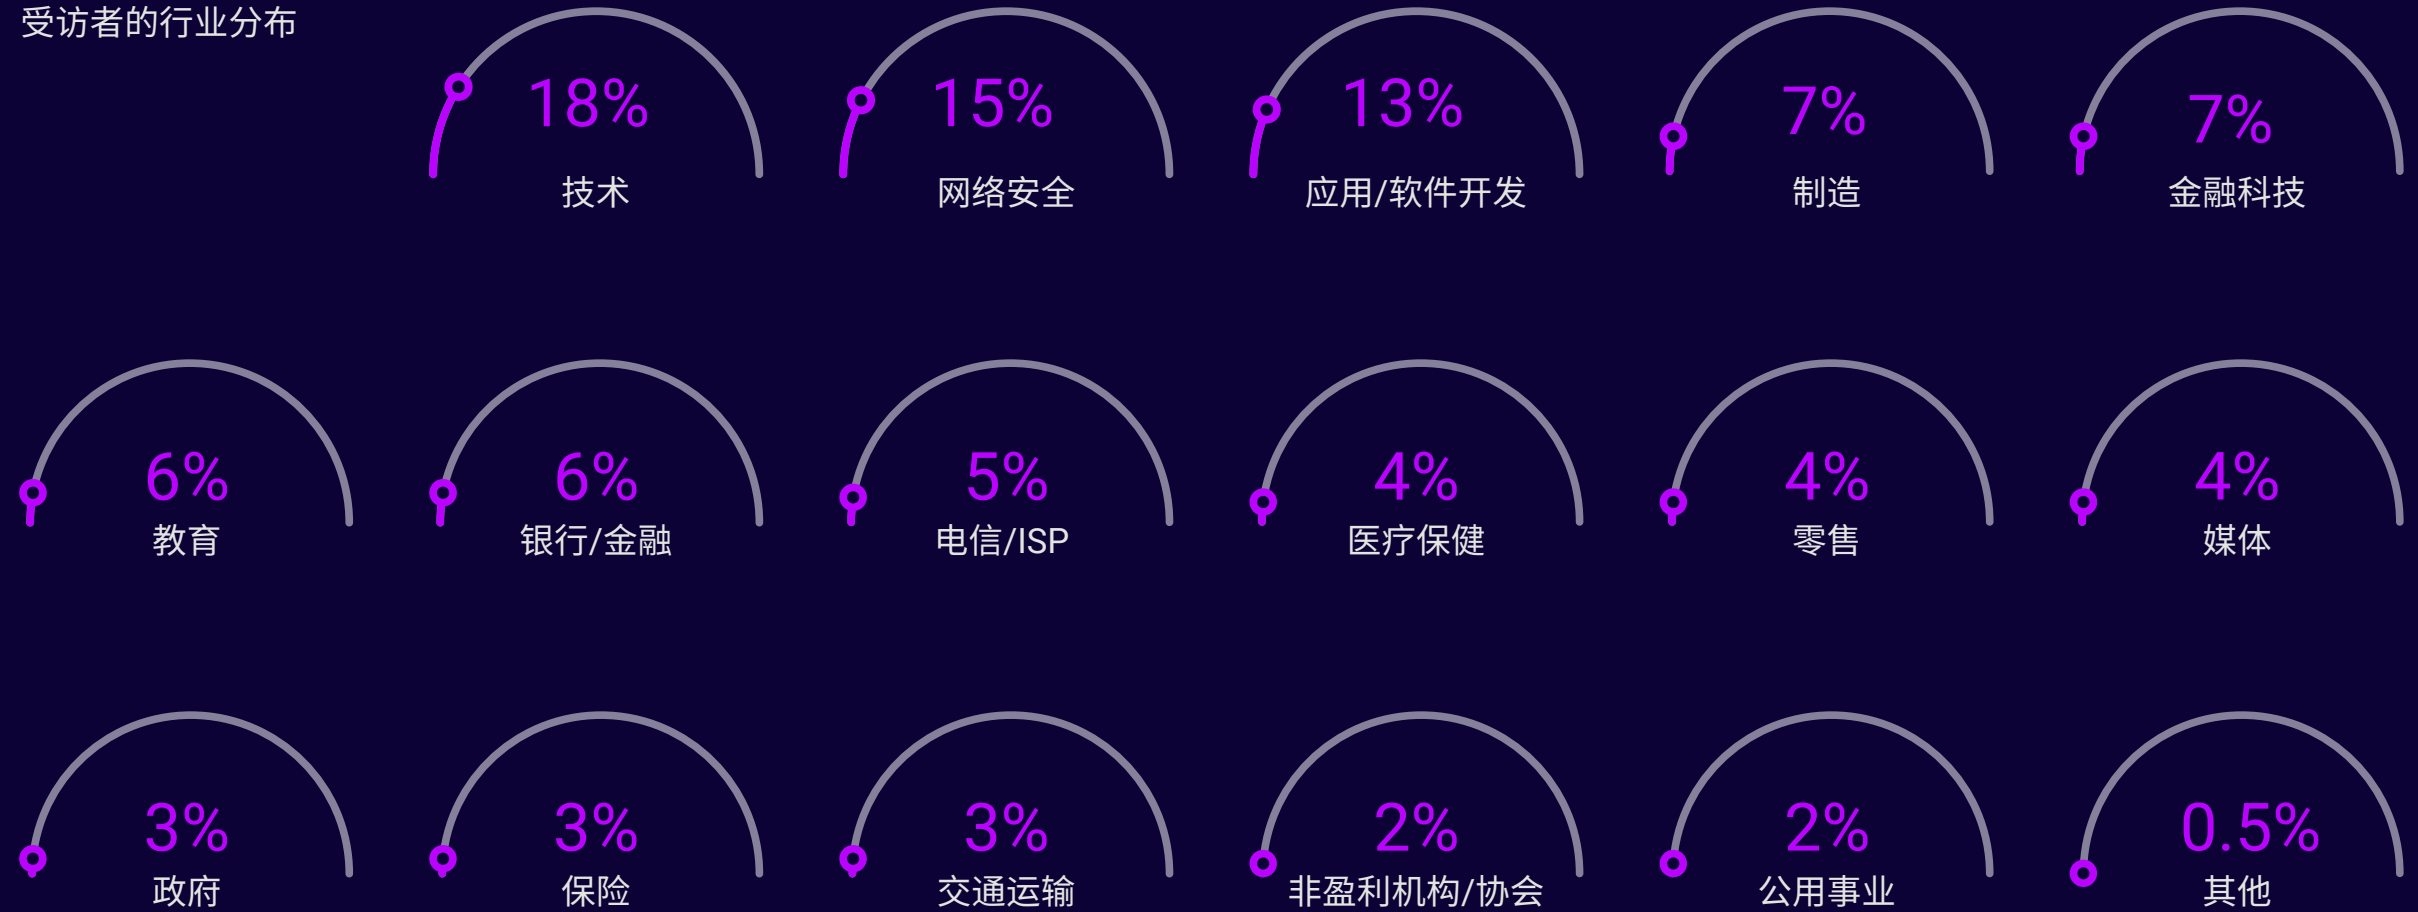 受访者的行业分布
18%
技术
15%
网络安全
13%
应用/软件开发
7%
制造
7%
金融科技
6%
教育
6%
银行/金融
5%
电信/ISP
4%
医疗保健
4%
零售
4%
媒体
3%
政府
3%
保险
3%
交通运输
2%
非盈利机构/协会
2%
公用事业
0.5%
其他